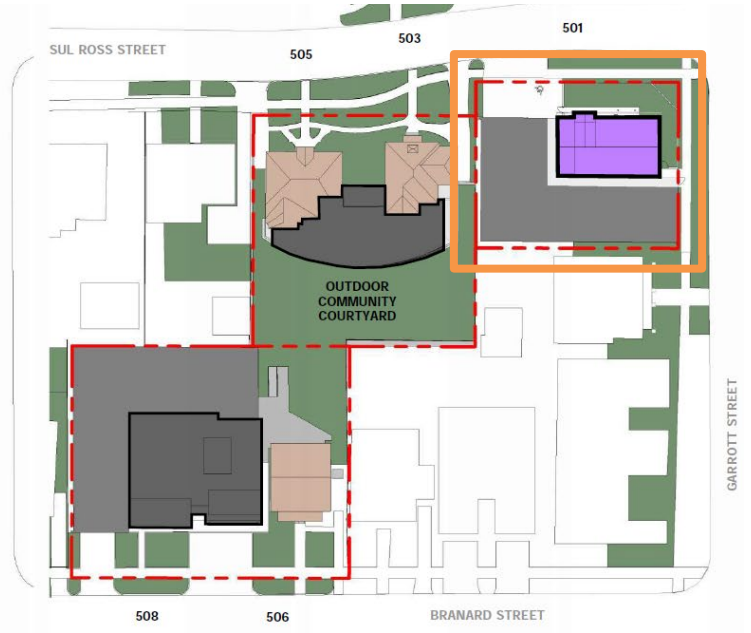 501
503
SUL ROSS STREET
505
OUTDOOR
COMMUNITY
COURTYARD
GARROTT STREET
508
506
BRANARD STREET